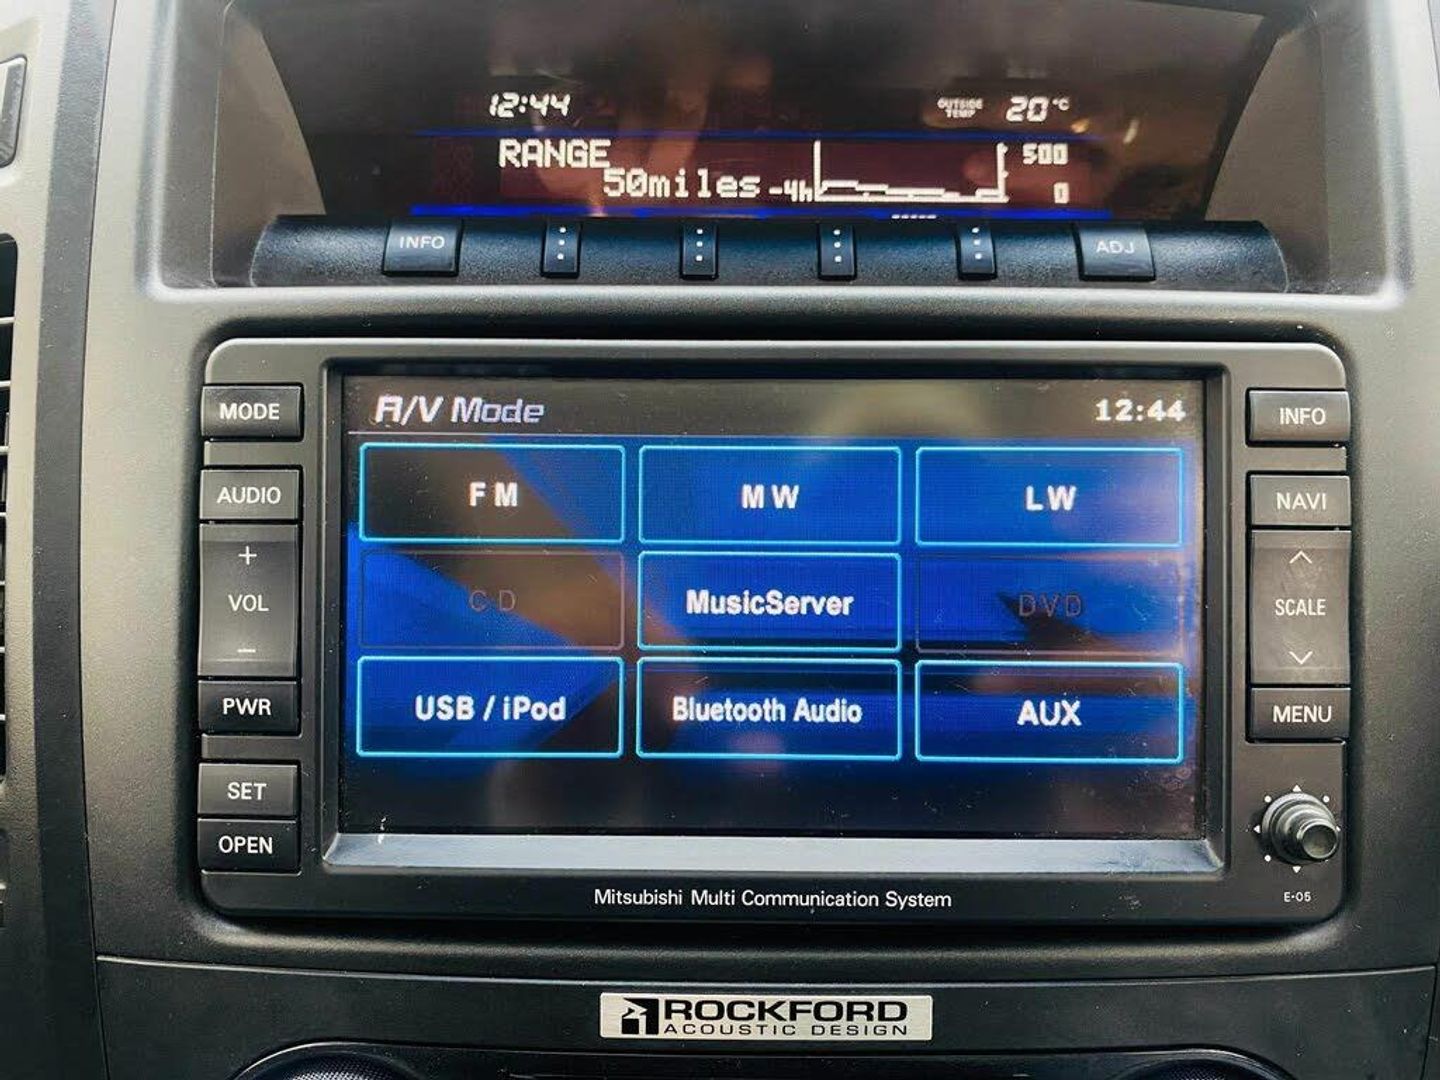 12:44 OUTSIDE TEMP 20 °C
RANGE 500
50miles -4h 0
INFO ADJ
MODE A/V Mode 12:44 INFO
AUDIO FM MW LW NAVI
+
VOL CD MusicServer DVD SCALE
−
PWR USB / iPod Bluetooth Audio AUX MENU
SET
OPEN
Mitsubishi Multi Communication System E-05
ROCKFORD
ACOUSTIC DESIGN